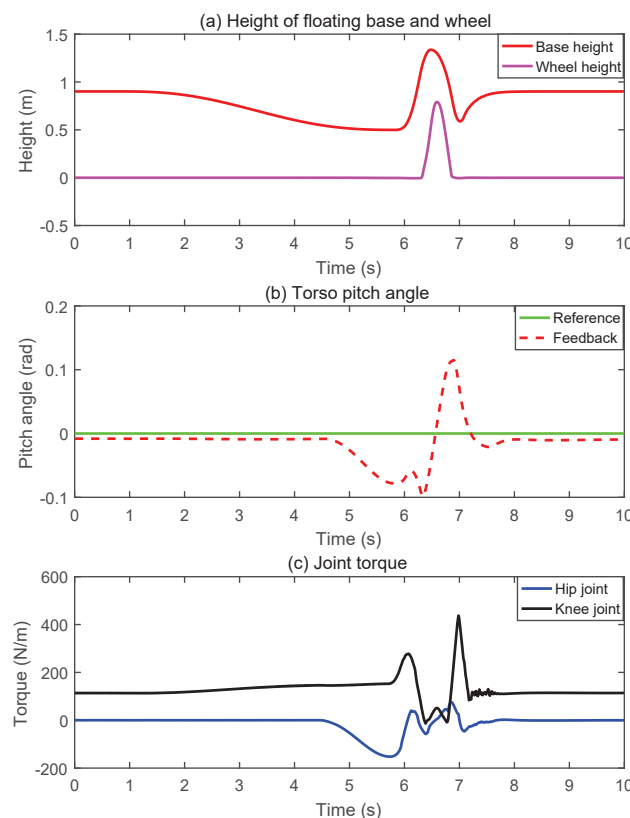 (a) Height of floating base and wheel
Height (m)
1.5
1
0.5
0
-0.5
Base height
Wheel height
0 1 2 3 4 5 6 7 8 9 10
Time (s)
(b) Torso pitch angle
Pitch angle (rad)
0.2
0.1
0
-0.1
Reference
Feedback
0 1 2 3 4 5 6 7 8 9 10
Time (s)
(c) Joint torque
Torque (N/m)
600
400
200
0
-200
Hip joint
Knee joint
0 1 2 3 4 5 6 7 8 9 10
Time (s)